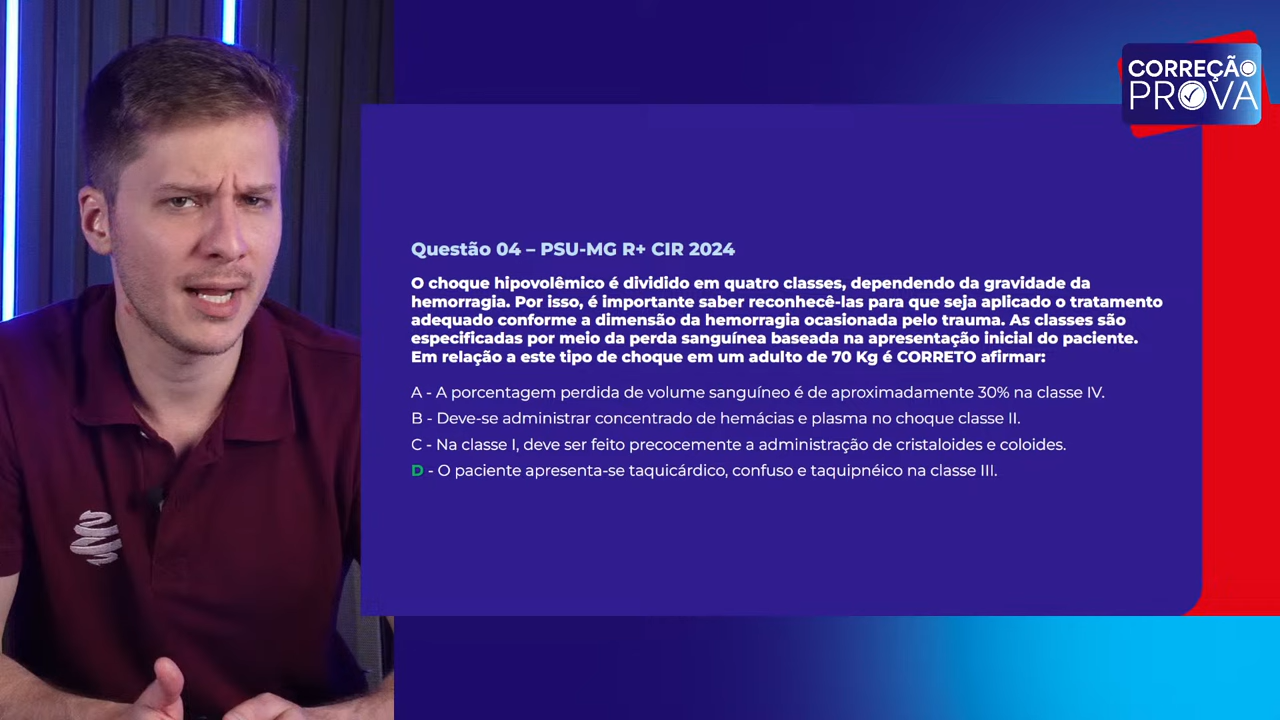 CORREÇÃO
PROVA
Questão 04 – PSU-MG R+ CIR 2024
O choque hipovolêmico é dividido em quatro classes, dependendo da gravidade da
hemorragia. Por isso, é importante saber reconhecê-las para que seja aplicado o tratamento
adequado conforme a dimensão da hemorragia ocasionada pelo trauma. As classes são
especificadas por meio da perda sanguínea baseada na apresentação inicial do paciente.
Em relação a este tipo de choque em um adulto de 70 Kg é CORRETO afirmar:
A - A porcentagem perdida de volume sanguíneo é de aproximadamente 30% na classe IV.
B - Deve-se administrar concentrado de hemácias e plasma no choque classe II.
C - Na classe I, deve ser feito precocemente a administração de cristaloides e coloides.
D - O paciente apresenta-se taquicárdico, confuso e taquipnéico na classe III.